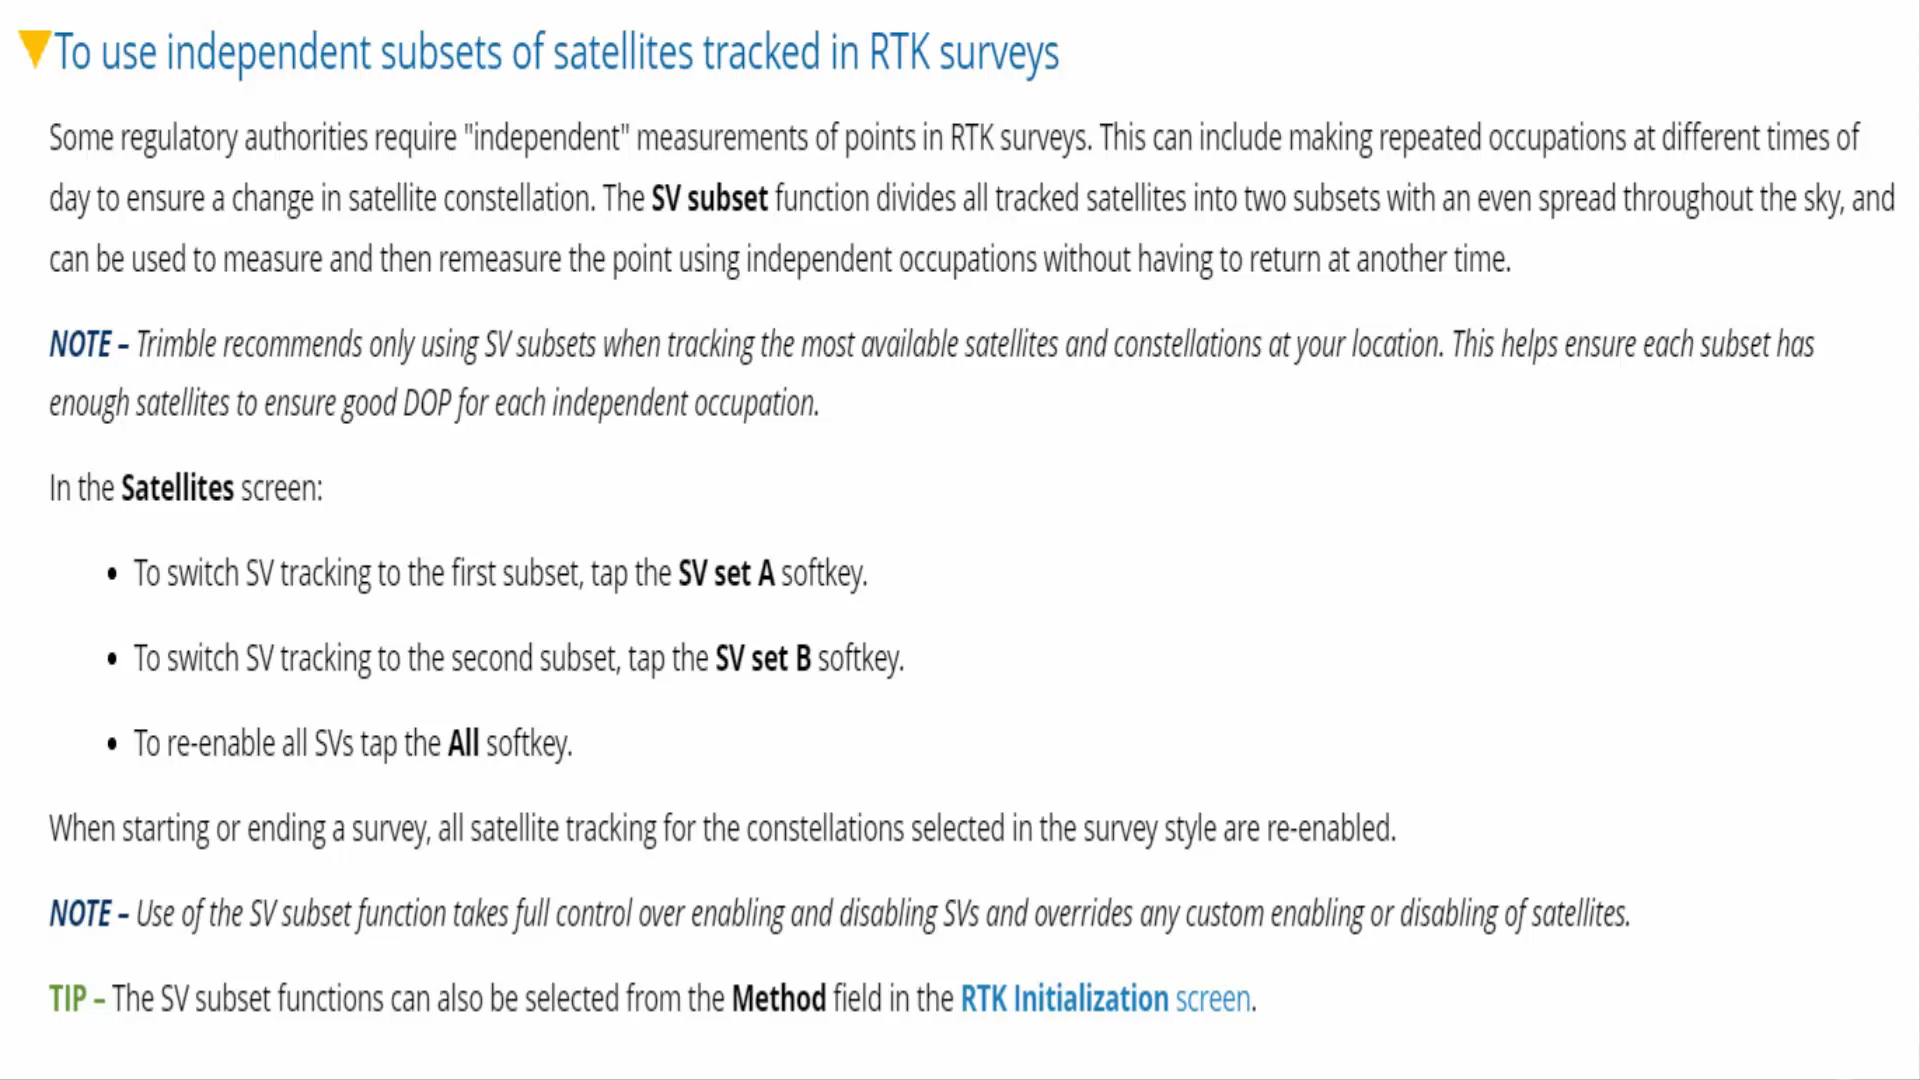 To use independent subsets of satellites tracked in RTK surveys
Some regulatory authorities require "independent" measurements of points in RTK surveys. This can include making repeated occupations at different times of
day to ensure a change in satellite constellation. The SV subset function divides all tracked satellites into two subsets with an even spread throughout the sky, and
can be used to measure and then remeasure the point using independent occupations without having to return at another time.
NOTE – Trimble recommends only using SV subsets when tracking the most available satellites and constellations at your location. This helps ensure each subset has
enough satellites to ensure good DOP for each independent occupation.
In the Satellites screen:
• To switch SV tracking to the first subset, tap the SV set A softkey.
• To switch SV tracking to the second subset, tap the SV set B softkey.
• To re-enable all SVs tap the All softkey.
When starting or ending a survey, all satellite tracking for the constellations selected in the survey style are re-enabled.
NOTE – Use of the SV subset function takes full control over enabling and disabling SVs and overrides any custom enabling or disabling of satellites.
TIP – The SV subset functions can also be selected from the Method field in the RTK Initialization screen.